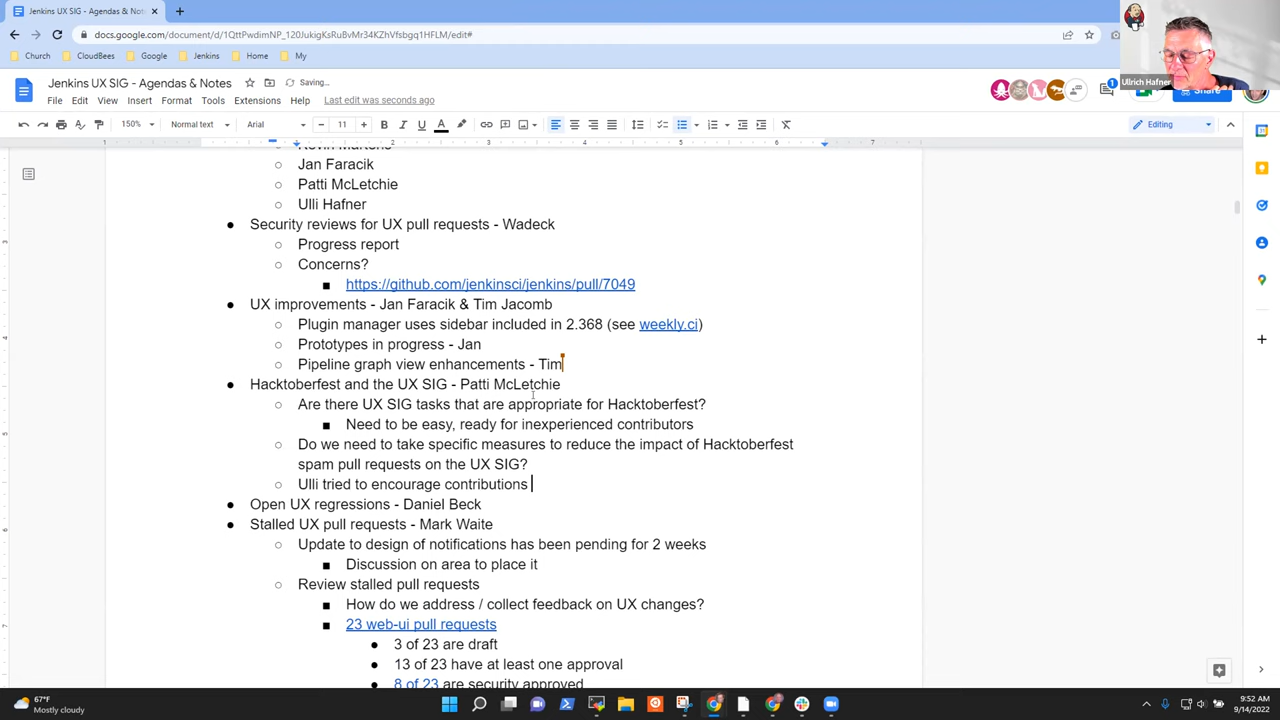 Jenkins UX SIG - Agendas & Notes
docs.google.com/document/d/1QttPwdimNP_120JukigKsRuBvMr34KZhVfsbgq1HFLM/edit#
Church CloudBees Google Jenkins Home My
Ullrich Hafner
Jenkins UX SIG - Agendas & Notes Saving...
File Edit View Insert Format Tools Extensions Help Last edit was seconds ago
1
Share
150% Normal text Arial 11 Editing
1 1 2 3 4 5 6 7
Jan Faracik
Patti McLetchie
Ulli Hafner
Security reviews for UX pull requests - Wadeck
Progress report
Concerns?
https://github.com/jenkinsci/jenkins/pull/7049
UX improvements - Jan Faracik & Tim Jacomb
Plugin manager uses sidebar included in 2.368 (see weekly.ci)
Prototypes in progress - Jan
Pipeline graph view enhancements - Tim
Hacktoberfest and the UX SIG - Patti McLetchie
Are there UX SIG tasks that are appropriate for Hacktoberfest?
Need to be easy, ready for inexperienced contributors
Do we need to take specific measures to reduce the impact of Hacktoberfest
spam pull requests on the UX SIG?
Ulli tried to encourage contributions
Open UX regressions - Daniel Beck
Stalled UX pull requests - Mark Waite
Update to design of notifications has been pending for 2 weeks
Discussion on area to place it
Review stalled pull requests
How do we address / collect feedback on UX changes?
23 web-ui pull requests
3 of 23 are draft
13 of 23 have at least one approval
8 of 23 are security approved
67°F
Mostly cloudy
9:52 AM
9/14/2022